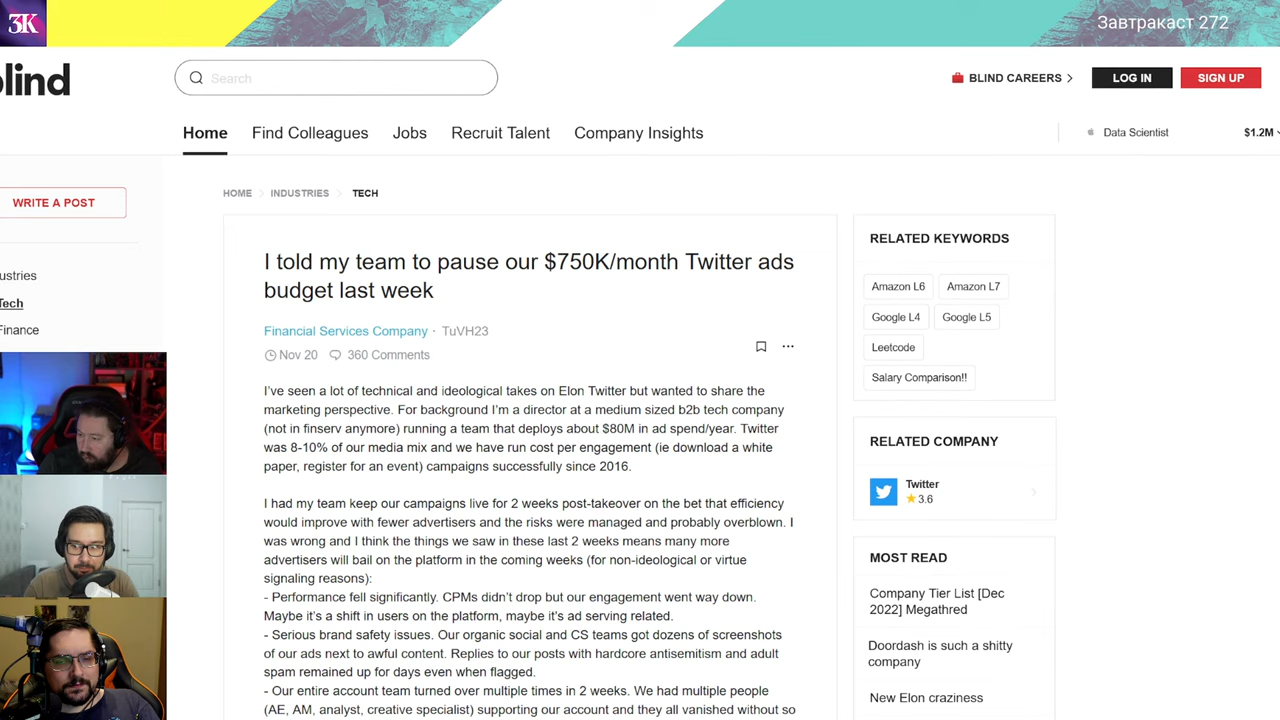 3K
Завтракаст 272
blind
Search
BLIND CAREERS
LOG IN
SIGN UP
Home
Find Colleagues
Jobs
Recruit Talent
Company Insights
Data Scientist
$1.2M
WRITE A POST
HOME
INDUSTRIES
TECH
ustries
Tech
Finance
I told my team to pause our $750K/month Twitter ads
budget last week
Financial Services Company · TuVH23
Nov 20 360 Comments
I've seen a lot of technical and ideological takes on Elon Twitter but wanted to share the
marketing perspective. For background I'm a director at a medium sized b2b tech company
(not in finserv anymore) running a team that deploys about $80M in ad spend/year. Twitter
was 8-10% of our media mix and we have run cost per engagement (ie download a white
paper, register for an event) campaigns successfully since 2016.
I had my team keep our campaigns live for 2 weeks post-takeover on the bet that efficiency
would improve with fewer advertisers and the risks were managed and probably overblown. I
was wrong and I think the things we saw in these last 2 weeks means many more
advertisers will bail on the platform in the coming weeks (for non-ideological or virtue
signaling reasons):
- Performance fell significantly. CPMs didn't drop but our engagement went way down.
Maybe it's a shift in users on the platform, maybe it's ad serving related.
- Serious brand safety issues. Our organic social and CS teams got dozens of screenshots
of our ads next to awful content. Replies to our posts with hardcore antisemitism and adult
spam remained up for days even when flagged.
- Our entire account team turned over multiple times in 2 weeks. We had multiple people
(AE, AM, analyst, creative specialist) supporting our account and they all vanished without so
RELATED KEYWORDS
Amazon L6
Amazon L7
Google L4
Google L5
Leetcode
Salary Comparison!!
RELATED COMPANY
Twitter
3.6
MOST READ
Company Tier List [Dec
2022] Megathred
Doordash is such a shitty
company
New Elon craziness